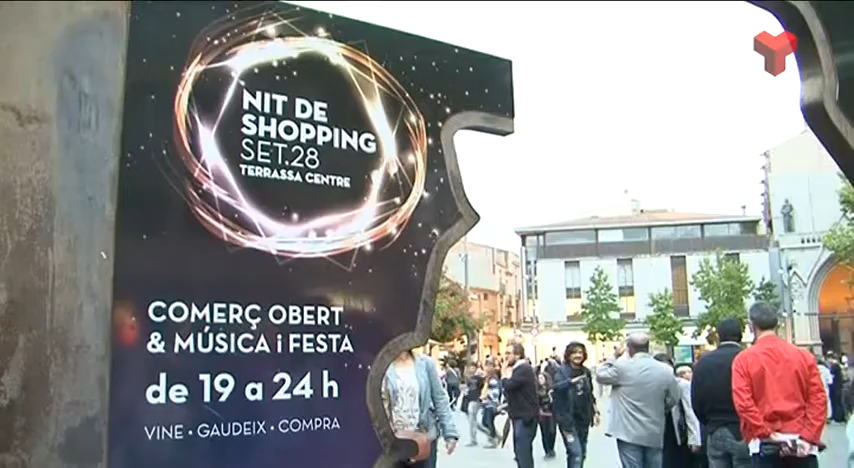 NIT DE
SHOPPING
SET.28
TERRASSA CENTRE
COMERÇ OBERT
& MÚSICA i FESTA
de 19 a 24 h
VINE · GAUDEIX · COMPRA